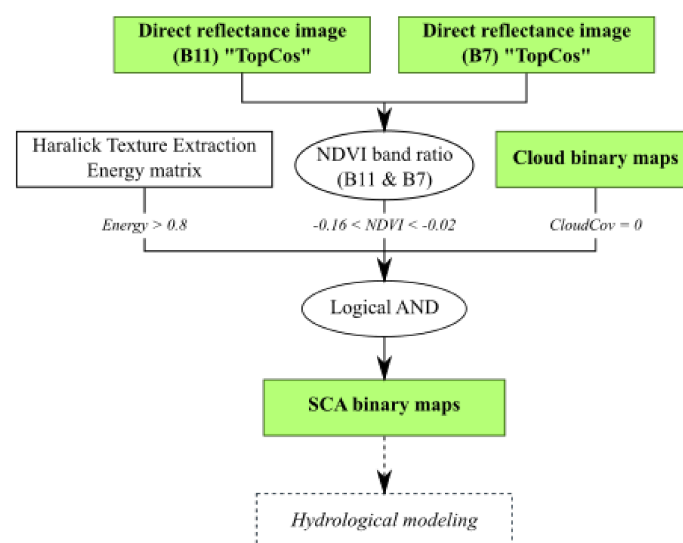 Direct reflectance image
(B11) "TopCos"
Direct reflectance image
(B7) "TopCos"
Haralick Texture Extraction
Energy matrix
NDVI band ratio
(B11 & B7)
Cloud binary maps
Energy > 0.8
-0.16 < NDVI < -0.02
CloudCov = 0
Logical AND
SCA binary maps
Hydrological modeling